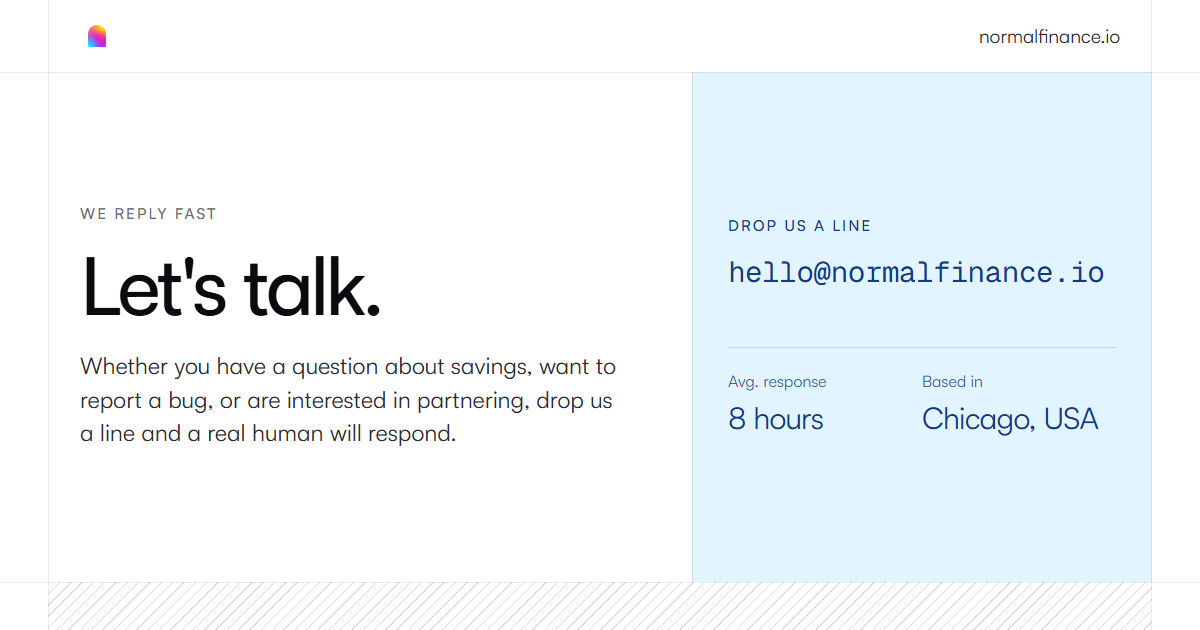 normalfinance.io
WE REPLY FAST
Let's talk.
Whether you have a question about savings, want to
report a bug, or are interested in partnering, drop us
a line and a real human will respond.
DROP US A LINE
hello@normalfinance.io
Avg. response
8 hours
Based in
Chicago, USA